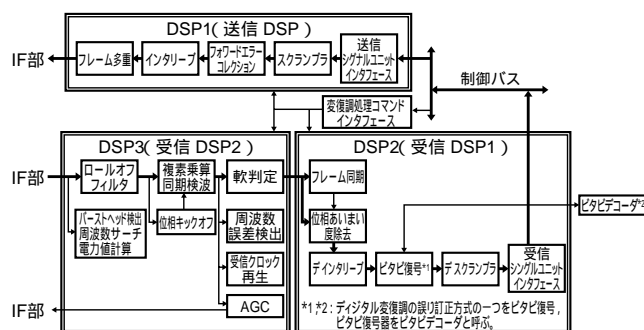 DSP1(送信 DSP)
IF部
フレーム多重
インタリーブ
フォワードエラー
コレクション
スクランブラ
送信
シグナルユニット
インタフェース
制御バス
変復調処理コマンド
インタフェース
DSP3(受信 DSP2)
IF部
ロールオフ
フィルタ
複素乗算
同期検波
軟判定
バーストヘッド検出
周波数サーチ
電力値計算
位相キックオフ
周波数
誤差検出
受信クロック
再生
AGC
IF部
DSP2(受信 DSP1)
フレーム同期
位相あいまい
度除去
デインタリーブ
ビタビ復号*1
デスクランブラ
受信
シングルユニット
インタフェース
ビタビデコーダ*2
*1,*2:ディジタル変復調の誤り訂正方式の一つをビタビ復号,
ビタビ復号器をビタビデコーダと呼ぶ。